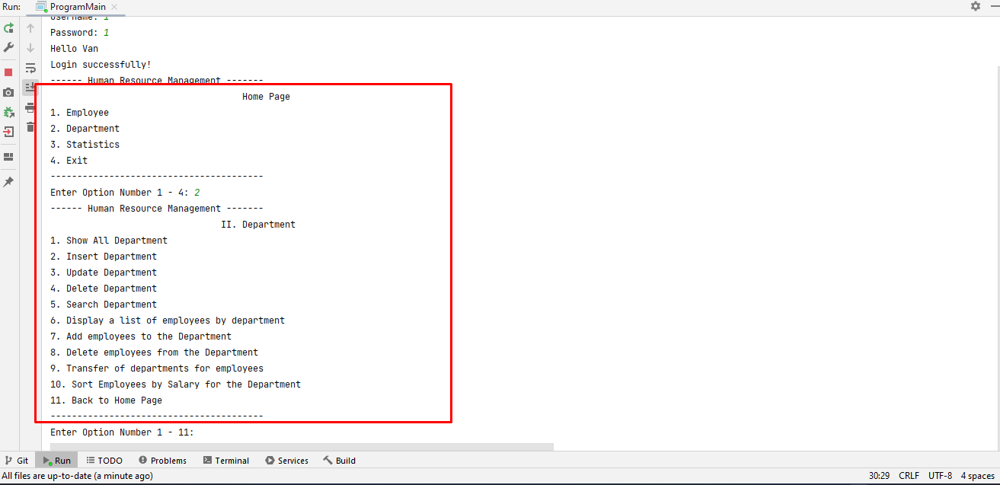 Run: ProgramMain
Username: 1
Password: 1
Hello Van
Login successfully!
------ Human Resource Management -------
Home Page
1. Employee
2. Department
3. Statistics
4. Exit
----------------------------------------
Enter Option Number 1 - 4: 2
------ Human Resource Management -------
II. Department
1. Show All Department
2. Insert Department
3. Update Department
4. Delete Department
5. Search Department
6. Display a list of employees by department
7. Add employees to the Department
8. Delete employees from the Department
9. Transfer of departments for employees
10. Sort Employees by Salary for the Department
11. Back to Home Page
----------------------------------------
Enter Option Number 1 - 11:
Git Run TODO Problems Terminal Services Build
All files are up-to-date (a minute ago) 30:29 CRLF UTF-8 4 spaces